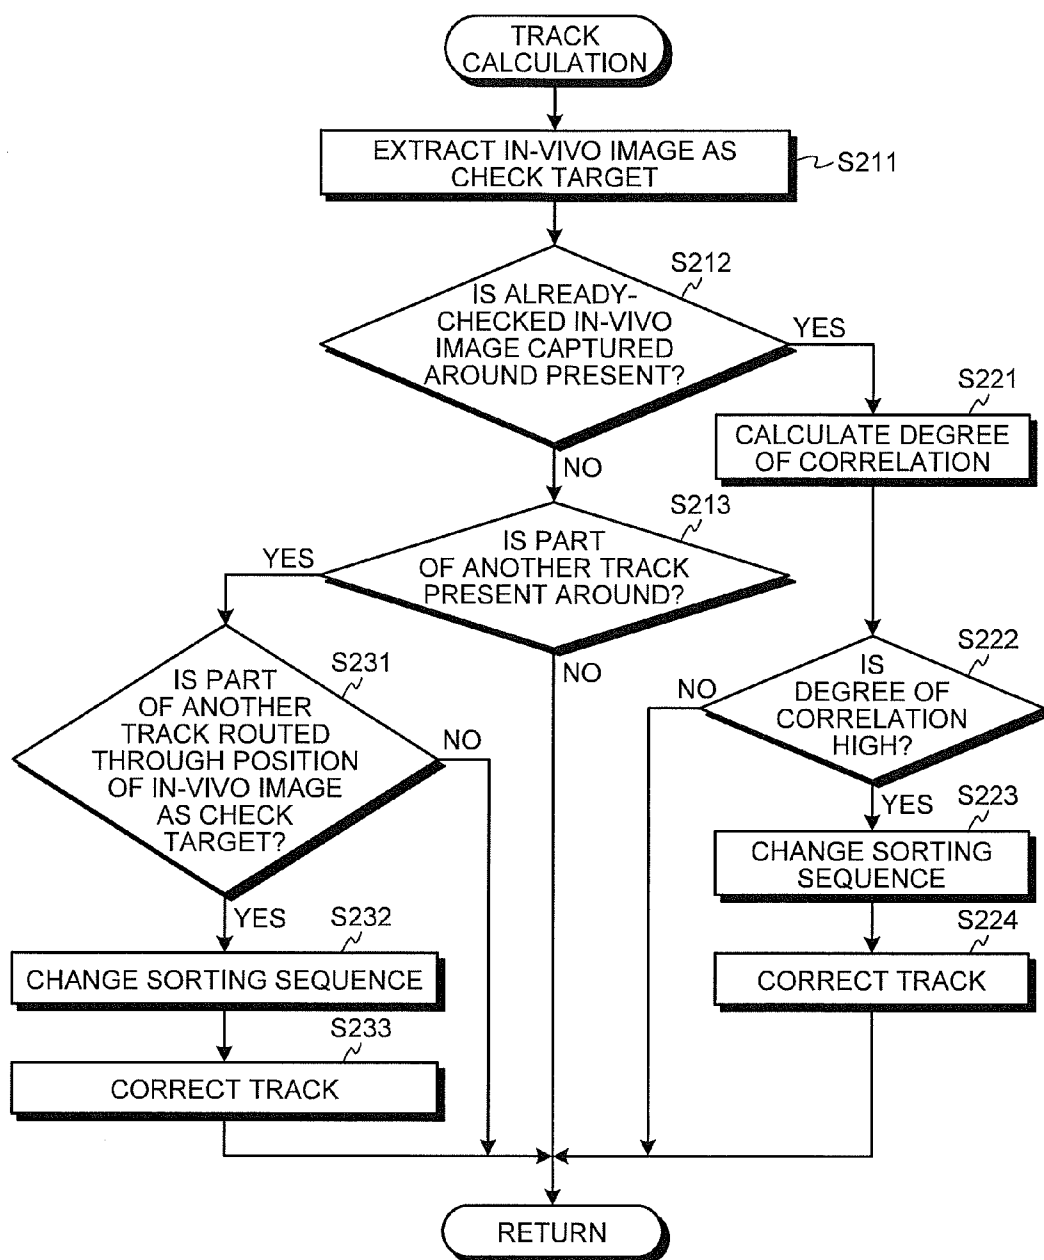 TRACK
CALCULATION
EXTRACT IN-VIVO IMAGE AS
CHECK TARGET
S211
S212
IS ALREADY-
CHECKED IN-VIVO
IMAGE CAPTURED
AROUND PRESENT?
YES
NO
S221
CALCULATE DEGREE
OF CORRELATION
S213
IS PART
OF ANOTHER TRACK
PRESENT AROUND?
YES
NO
S222
IS
DEGREE OF
CORRELATION
HIGH?
NO
YES
S231
IS PART
OF ANOTHER
TRACK ROUTED
THROUGH POSITION
OF IN-VIVO IMAGE
AS CHECK
TARGET?
NO
YES
S223
CHANGE SORTING
SEQUENCE
S232
CHANGE SORTING SEQUENCE
S224
CORRECT TRACK
S233
CORRECT TRACK
RETURN